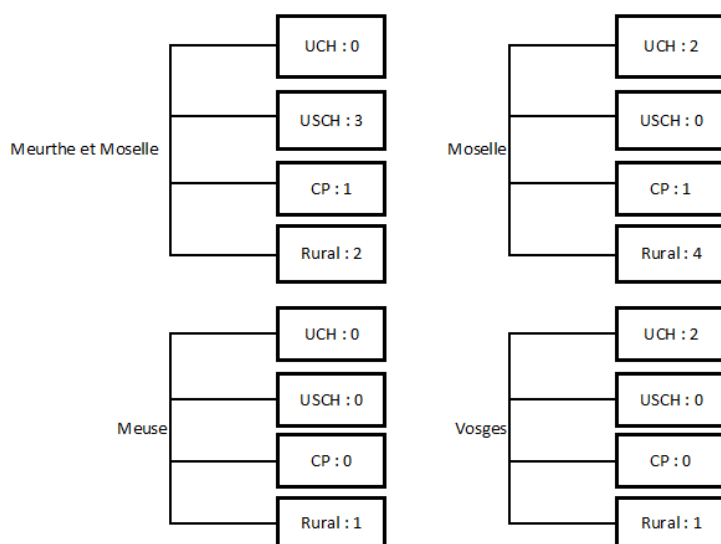 Meurthe et Moselle
UCH : 0
USCH : 3
CP : 1
Rural : 2
Moselle
UCH : 2
USCH : 0
CP : 1
Rural : 4
Meuse
UCH : 0
USCH : 0
CP : 0
Rural : 1
Vosges
UCH : 2
USCH : 0
CP : 0
Rural : 1